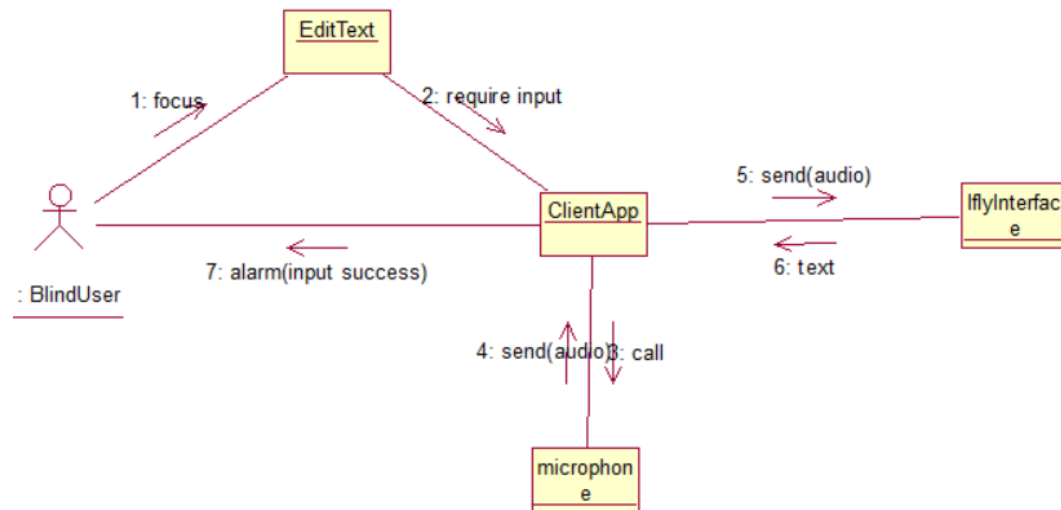 EditText
1: focus
2: require input
ClientApp
5: send(audio)
IflyInterfac
e
6: text
7: alarm(input success)
: BlindUser
4: send(audio)
3: call
microphon
e